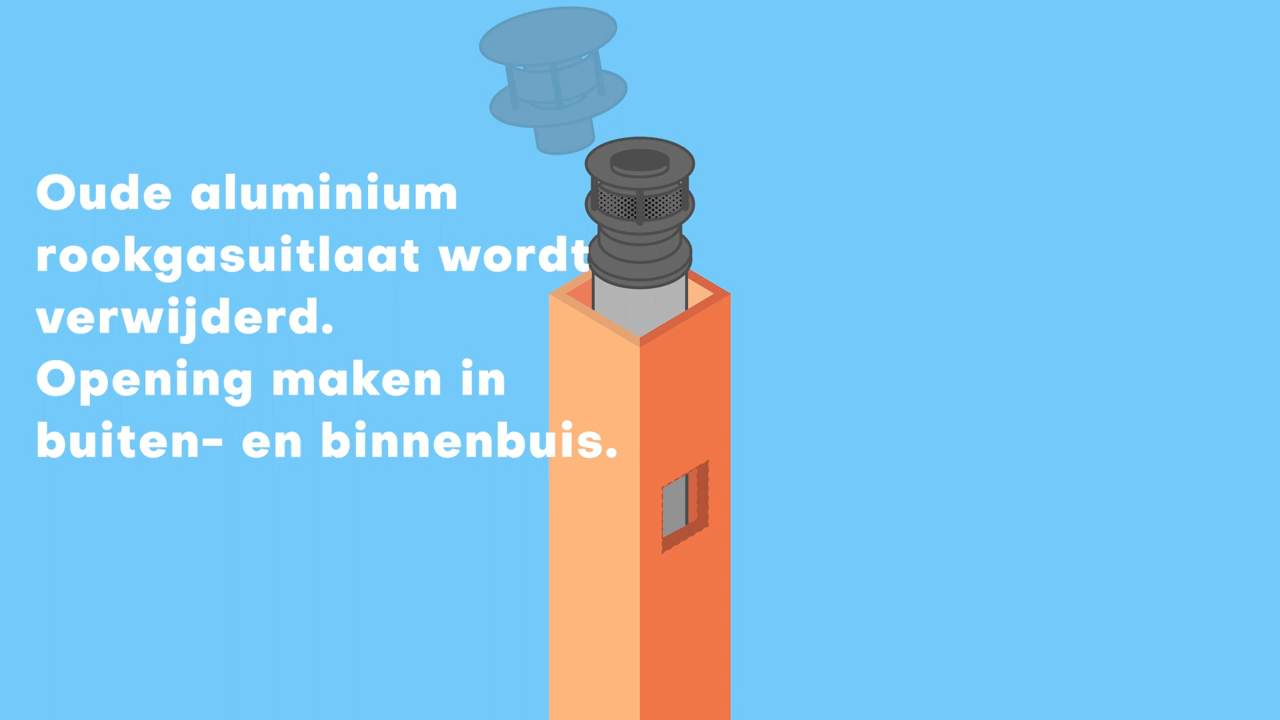 Oude aluminium
rookgasuitlaat wordt
verwijderd.
Opening maken in
buiten- en binnenbuis.